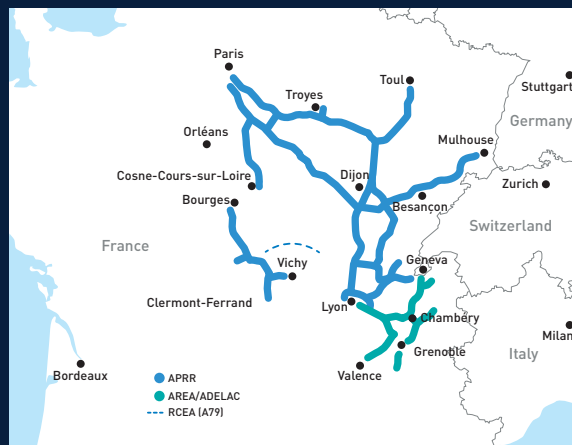 Paris
Troyes
Toul
Stuttgart
Germany
Orléans
Mulhouse
Cosne-Cours-sur-Loire
Dijon
Zurich
Bourges
Besançon
Switzerland
France
Geneva
Vichy
Clermont-Ferrand
Lyon
Chambéry
Milan
Grenoble
Italy
Bordeaux
Valence
APRR
AREA/ADELAC
RCEA (A79)